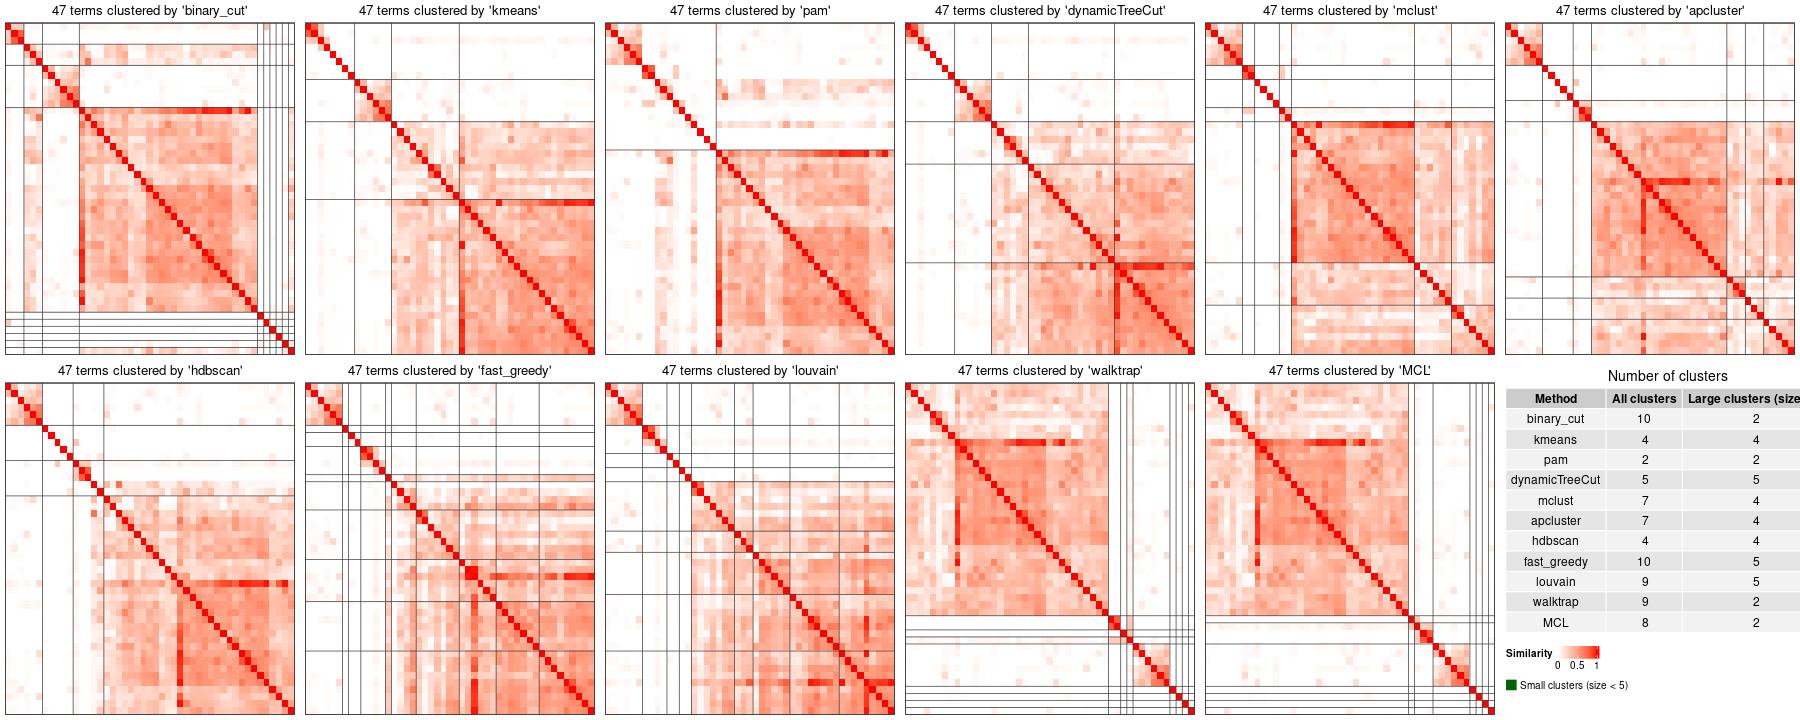 47 terms clustered by 'binary_cut'
47 terms clustered by 'kmeans'
47 terms clustered by 'pam'
47 terms clustered by 'dynamicTreeCut'
47 terms clustered by 'mclust'
47 terms clustered by 'apcluster'
47 terms clustered by 'hdbscan'
47 terms clustered by 'fast_greedy'
47 terms clustered by 'louvain'
47 terms clustered by 'walktrap'
47 terms clustered by 'MCL'
Number of clusters
Method All clusters Large clusters (size
binary_cut 10 2
kmeans 4 4
pam 2 2
dynamicTreeCut 5 5
mclust 7 4
apcluster 7 4
hdbscan 4 4
fast_greedy 10 5
louvain 9 5
walktrap 9 2
MCL 8 2
Similarity
0 0.5 1
Small clusters (size < 5)